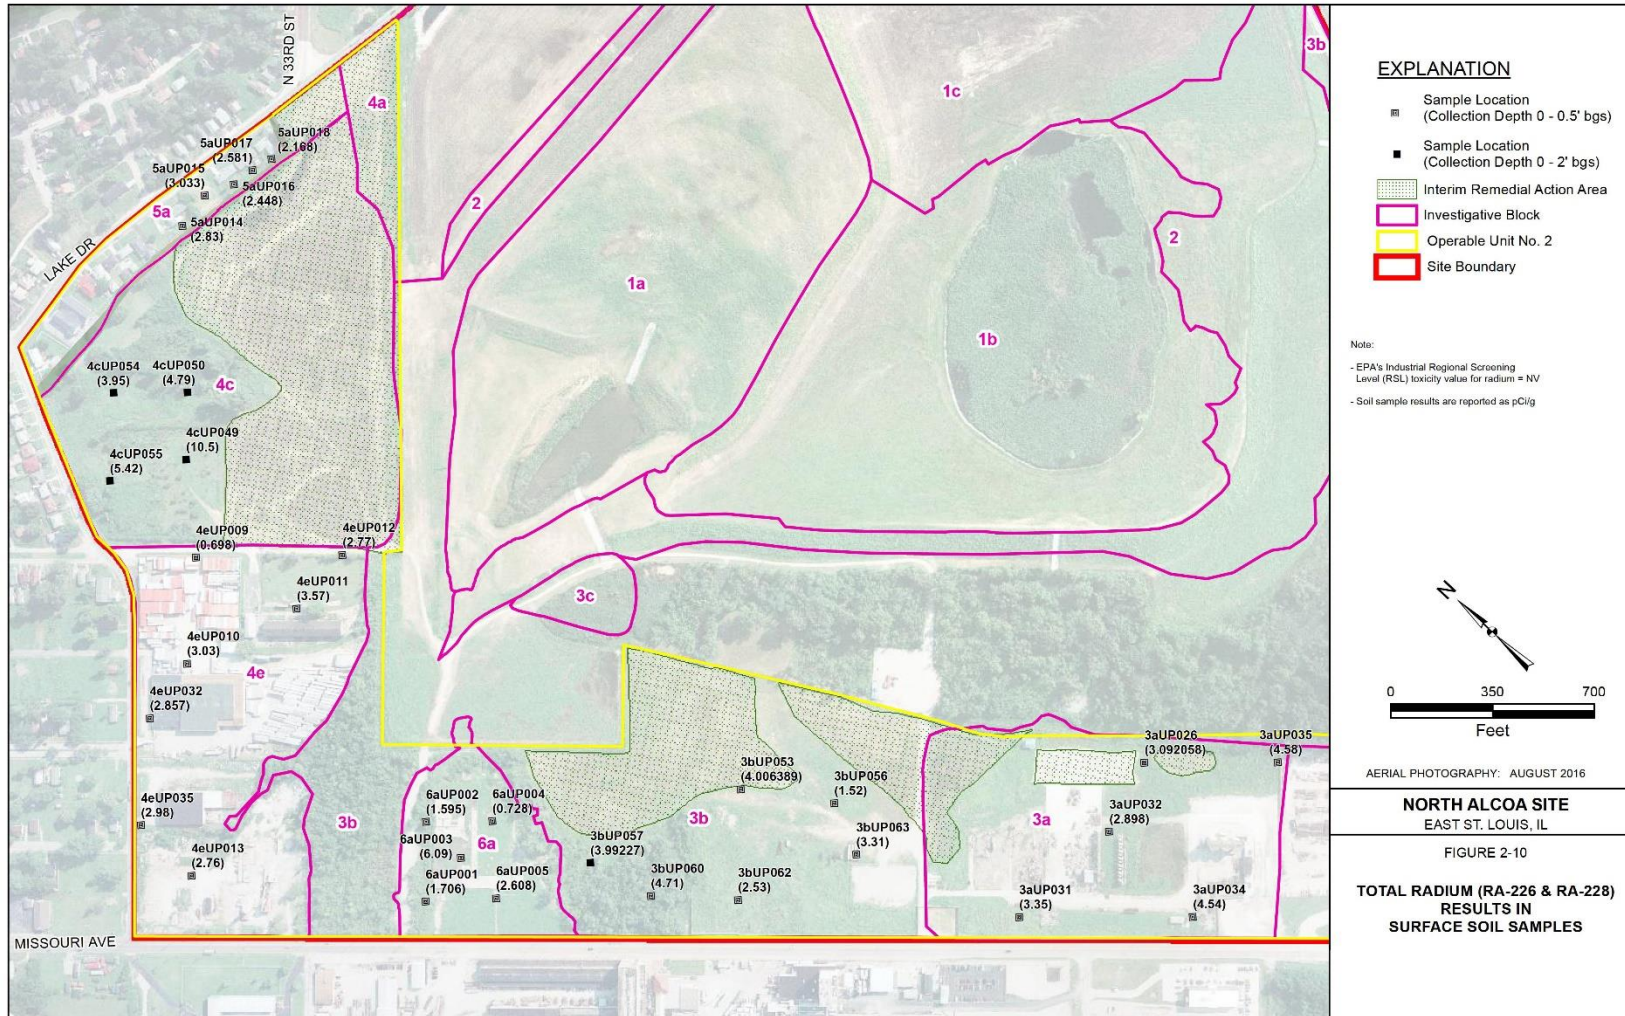 N 33RD ST
4a
5aUP018
(2.168)
5aUP017
(2.581)
5aUP015
(3.033)
5aUP016
(2.448)
5a
5aUP014
(2.83)
LAKE DR
4cUP054
(3.95)
4cUP050
(4.79)
4c
4cUP049
(10.5)
4cUP055
(5.42)
4eUP009
(0.698)
4eUP012
(2.77)
4eUP011
(3.57)
4eUP010
(3.03)
4e
4eUP032
(2.857)
4eUP035
(2.98)
4eUP013
(2.76)
3b
MISSOURI AVE
2
1a
1c
3b
2
1b
3c
6aUP002
(1.595)
6aUP004
(0.728)
6aUP003
(6.09)
6a
6aUP001
(1.706)
6aUP005
(2.608)
3bUP053
(4.006389)
3bUP056
(1.52)
3b
3bUP057
(3.99227)
3bUP063
(3.31)
3bUP060
(4.71)
3bUP062
(2.53)
3aUP026
(3.092058)
3aUP035
(4.58)
3a
3aUP032
(2.898)
3aUP031
(3.35)
3aUP034
(4.54)
EXPLANATION
Sample Location
(Collection Depth 0 - 0.5' bgs)
Sample Location
(Collection Depth 0 - 2' bgs)
Interim Remedial Action Area
Investigative Block
Operable Unit No. 2
Site Boundary
Note:
- EPA's Industrial Regional Screening
Level (RSL) toxicity value for radium = NV
- Soil sample results are reported as pCi/g
N
0 350 700
Feet
AERIAL PHOTOGRAPHY: AUGUST 2016
NORTH ALCOA SITE
EAST ST. LOUIS, IL
FIGURE 2-10
TOTAL RADIUM (RA-226 & RA-228)
RESULTS IN
SURFACE SOIL SAMPLES